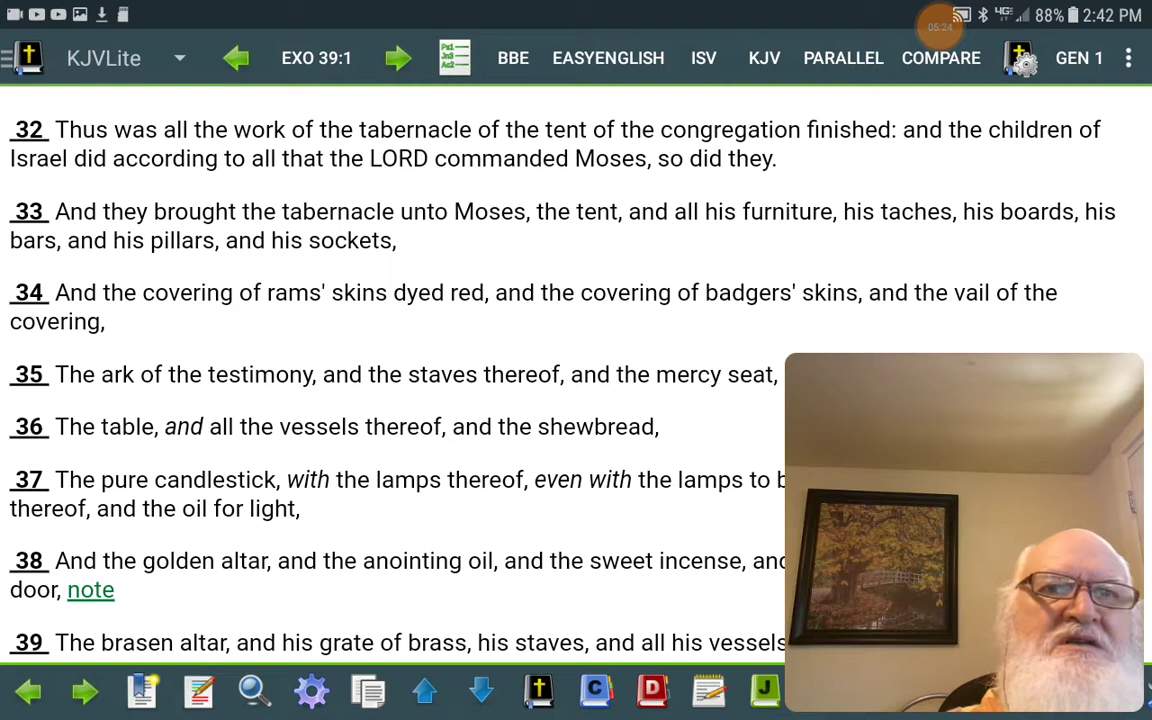 05:24 4G 88% 2:42 PM
KJVLite EXO 39:1 BBE EASYENGLISH ISV KJV PARALLEL COMPARE GEN 1
32 Thus was all the work of the tabernacle of the tent of the congregation finished: and the children of
Israel did according to all that the LORD commanded Moses, so did they.
33 And they brought the tabernacle unto Moses, the tent, and all his furniture, his taches, his boards, his
bars, and his pillars, and his sockets,
34 And the covering of rams' skins dyed red, and the covering of badgers' skins, and the vail of the
covering,
35 The ark of the testimony, and the staves thereof, and the mercy seat,
36 The table, and all the vessels thereof, and the shewbread,
37 The pure candlestick, with the lamps thereof, even with the lamps to
thereof, and the oil for light,
38 And the golden altar, and the anointing oil, and the sweet incense,
door, note
39 The brasen altar, and his grate of brass, his staves, and all his vessels
C D J